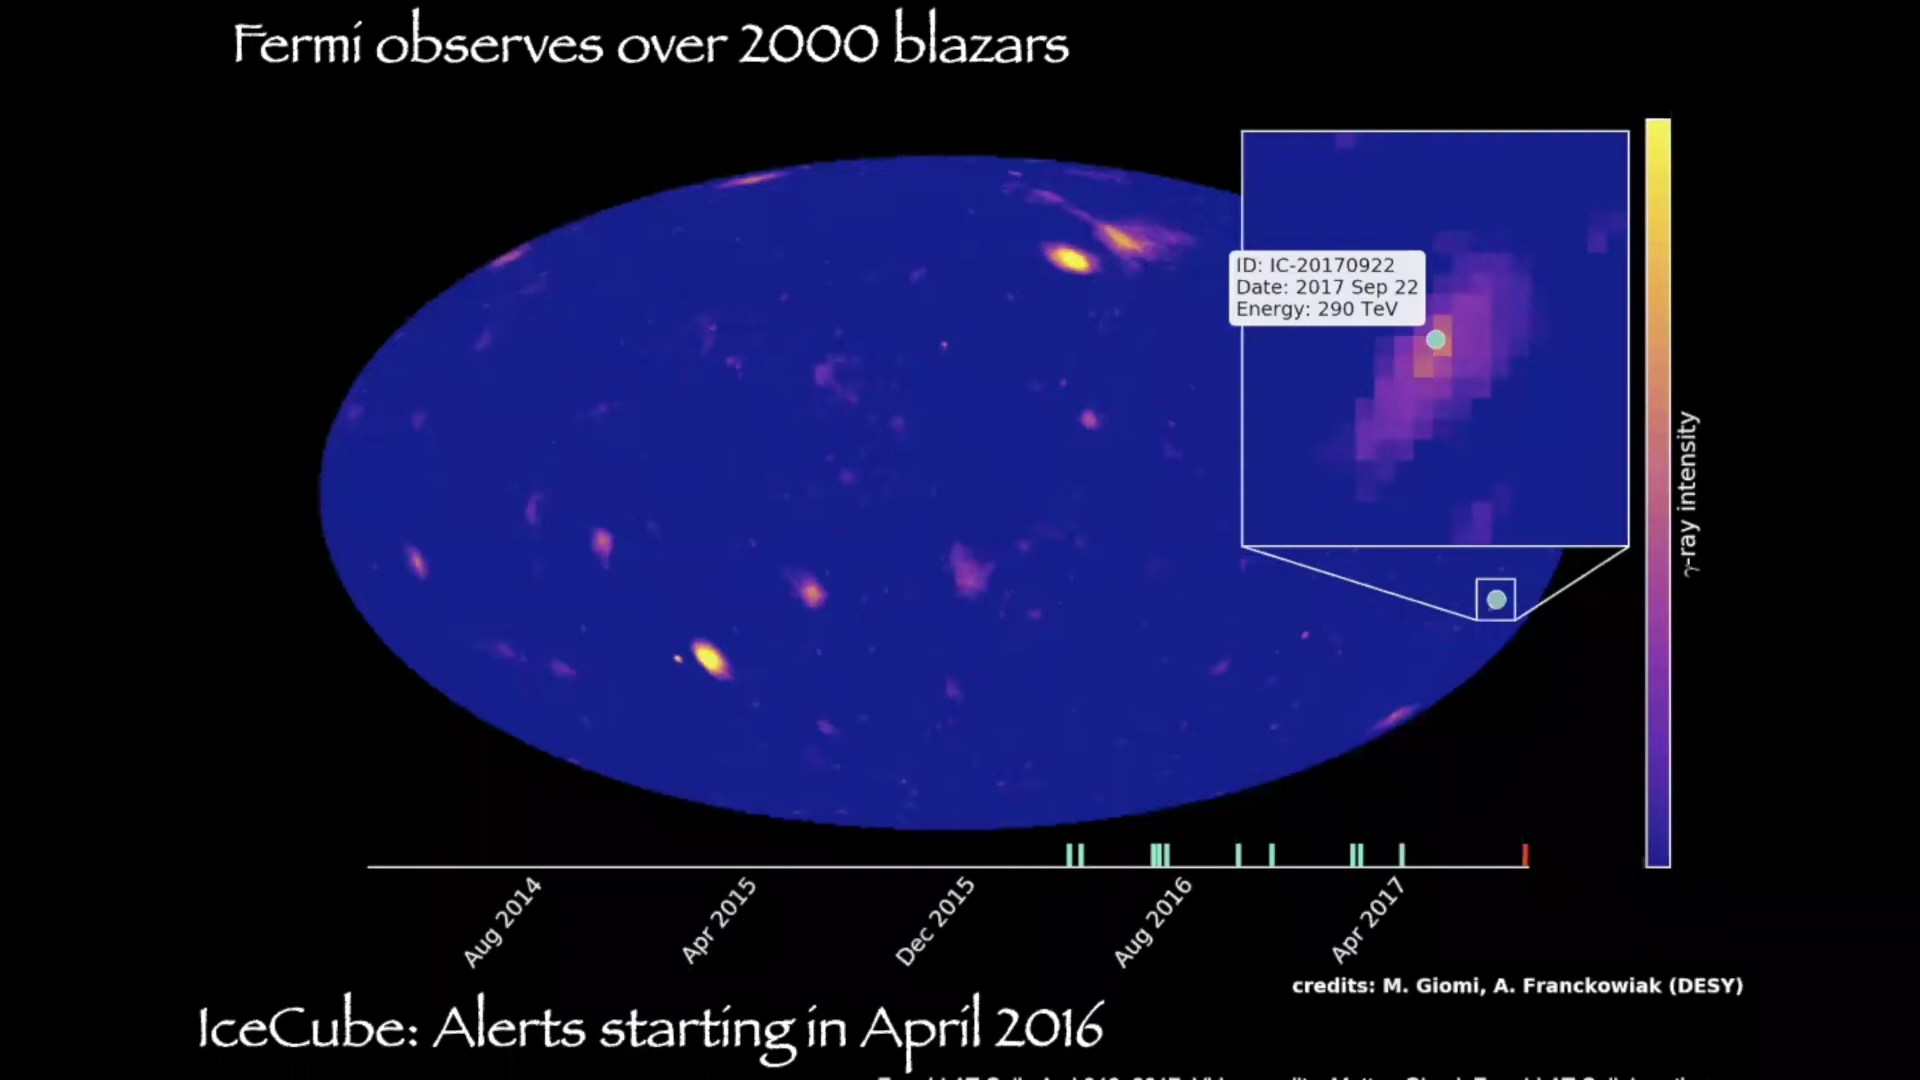 Fermi observes over 2000 blazars
ID: IC-20170922
Date: 2017 Sep 22
Energy: 290 TeV
γ-ray intensity
Aug 2014
Apr 2015
Dec 2015
Aug 2016
Apr 2017
credits: M. Giomi, A. Franckowiak (DESY)
IceCube: Alerts starting in April 2016